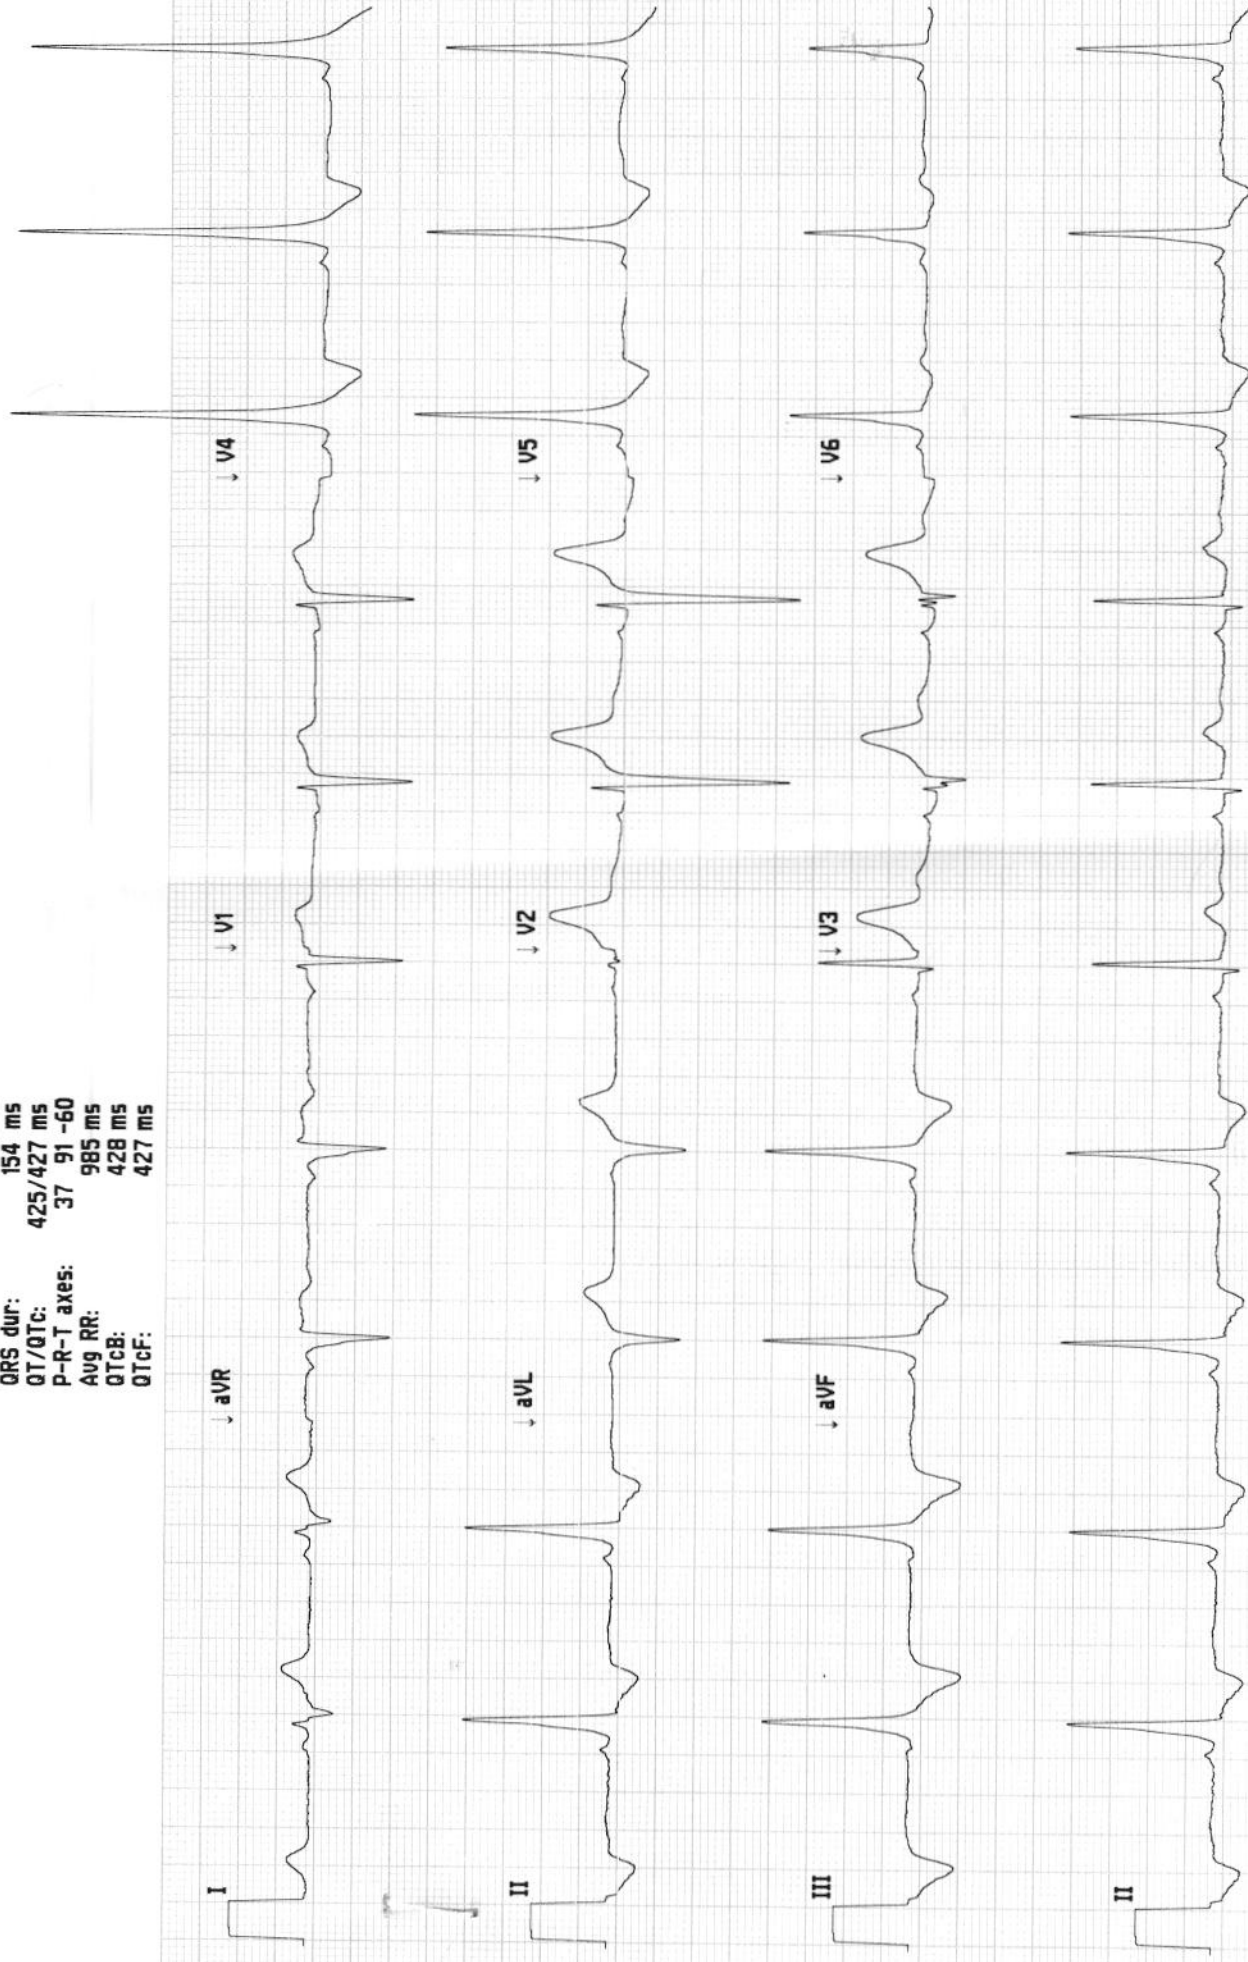 QRS dur: 154 ms
QT/QTc: 425/427 ms
P-R-T axes: 37 91 -60
Avg RR: 985 ms
QTcB: 428 ms
QTcF: 427 ms
I ↓ aVR ↓ V1 ↓ V4
II ↓ aVL ↓ V2 ↓ V5
III ↓ aVF ↓ V3 ↓ V6
II